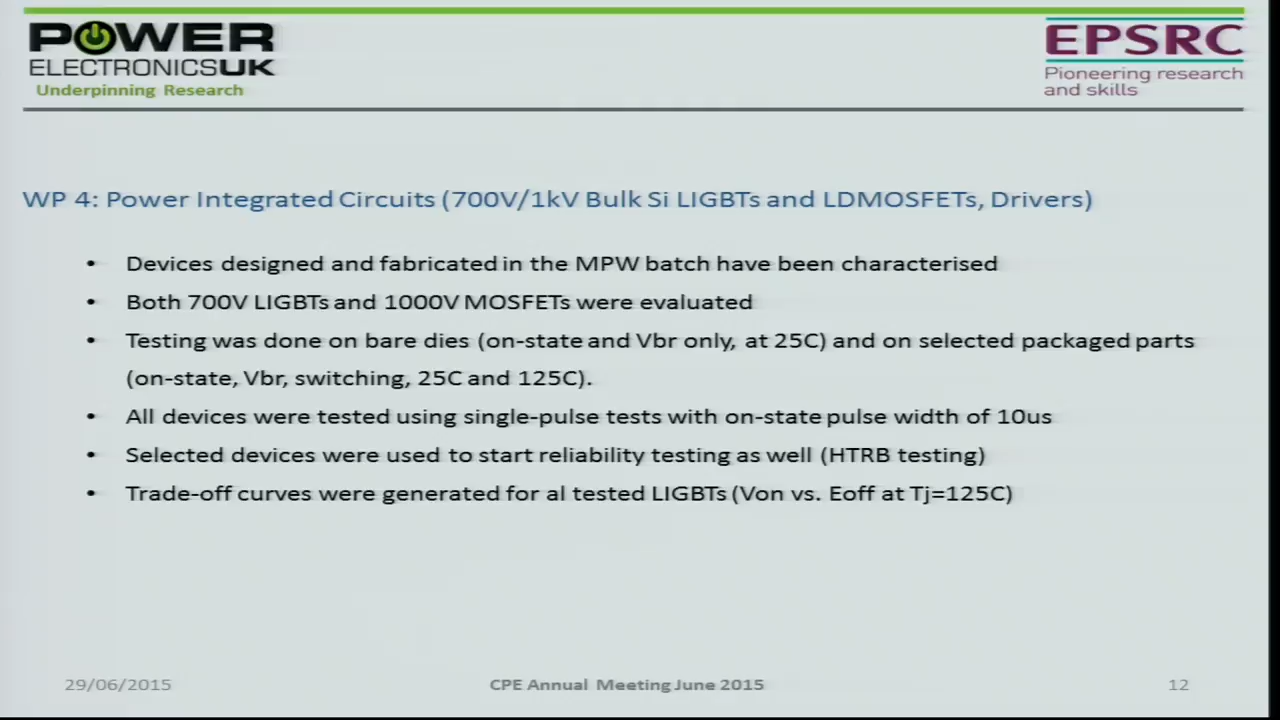 POWER
ELECTRONICSUK
Underpinning Research
EPSRC
Pioneering research
and skills
WP 4: Power Integrated Circuits (700V/1kV Bulk Si LIGBTs and LDMOSFETs, Drivers)
• Devices designed and fabricated in the MPW batch have been characterised
• Both 700V LIGBTs and 1000V MOSFETs were evaluated
• Testing was done on bare dies (on-state and Vbr only, at 25C) and on selected packaged parts
(on-state, Vbr, switching, 25C and 125C).
• All devices were tested using single-pulse tests with on-state pulse width of 10us
• Selected devices were used to start reliability testing as well (HTRB testing)
• Trade-off curves were generated for al tested LIGBTs (Von vs. Eoff at Tj=125C)
29/06/2015
CPE Annual Meeting June 2015
12